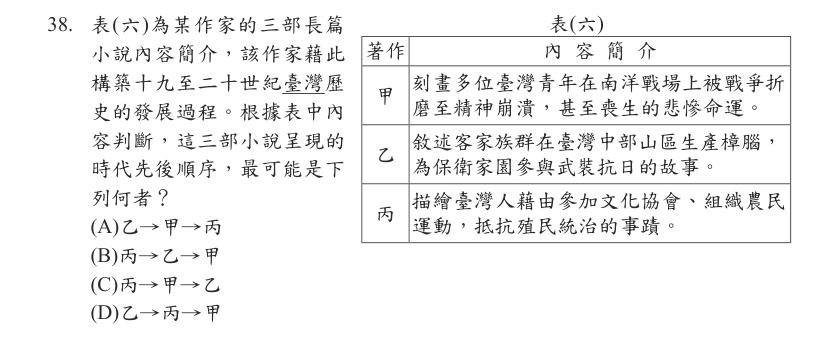 38. 表(六)為某作家的三部長篇
小說內容簡介，該作家藉此
構築十九至二十世紀臺灣歷
史的發展過程。根據表中內
容判斷，這三部小說呈現的
時代先後順序，最可能是下
列何者？
(A)乙→甲→丙
(B)丙→乙→甲
(C)丙→甲→乙
(D)乙→丙→甲
表(六)
著作 內容簡介
甲 刻畫多位臺灣青年在南洋戰場上被戰爭折
磨至精神崩潰，甚至喪生的悲慘命運。
乙 敘述客家族群在臺灣中部山區生產樟腦，
為保衛家園參與武裝抗日的故事。
丙 描繪臺灣人藉由參加文化協會、組織農民
運動，抵抗殖民統治的事蹟。